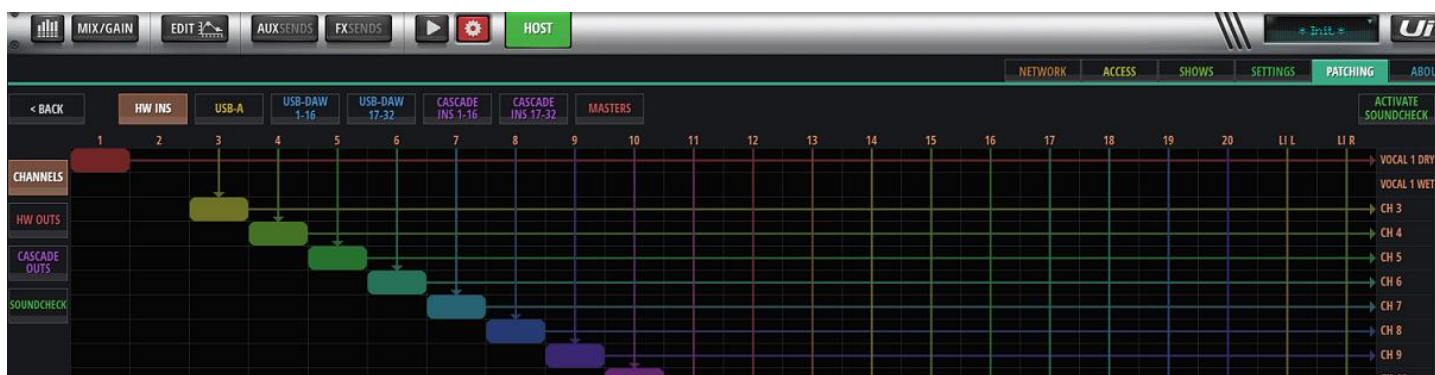 MIX/GAIN EDIT AUXSENDS FXSENDS HOST * Init * Ui
NETWORK ACCESS SHOWS SETTINGS PATCHING ABOU
< BACK HW INS USB-A USB-DAW 1-16 USB-DAW 17-32 CASCADE INS 1-16 CASCADE INS 17-32 MASTERS ACTIVATE SOUNDCHECK
1 2 3 4 5 6 7 8 9 10 11 12 13 14 15 16 17 18 19 20 LI L LI R
VOCAL 1 DRY
CHANNELS
VOCAL 1 WET
HW OUTS
CH 3
CH 4
CASCADE OUTS
CH 5
CH 6
SOUNDCHECK
CH 7
CH 8
CH 9